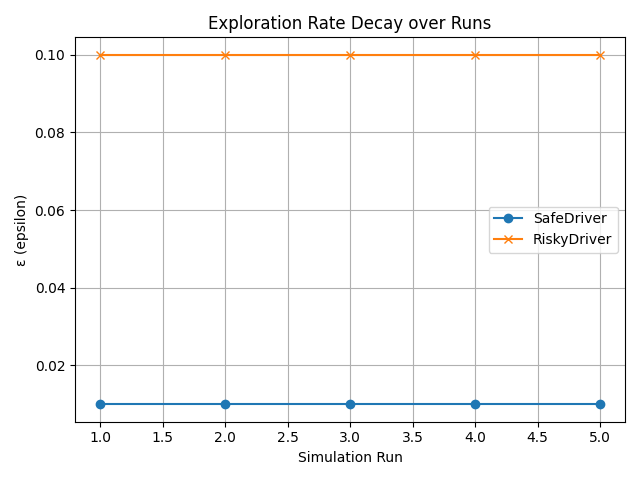 Exploration Rate Decay over Runs
ε (epsilon)
0.10
0.08
0.06
0.04
0.02
SafeDriver
RiskyDriver
1.0 1.5 2.0 2.5 3.0 3.5 4.0 4.5 5.0
Simulation Run